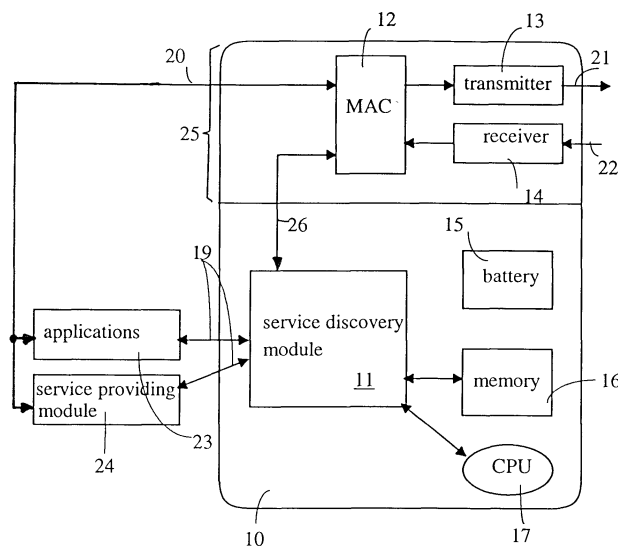 12
13
20
21
transmitter
MAC
25
receiver
22
14
26
15
19
battery
applications
service discovery
module
11
memory
16
service providing
module
23
24
CPU
10
17